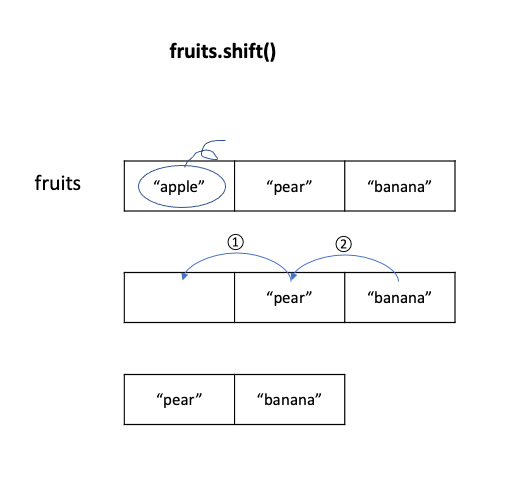 fruits.shift()
fruits
“apple” “pear” “banana”
① ②
“pear” “banana”
“pear” “banana”